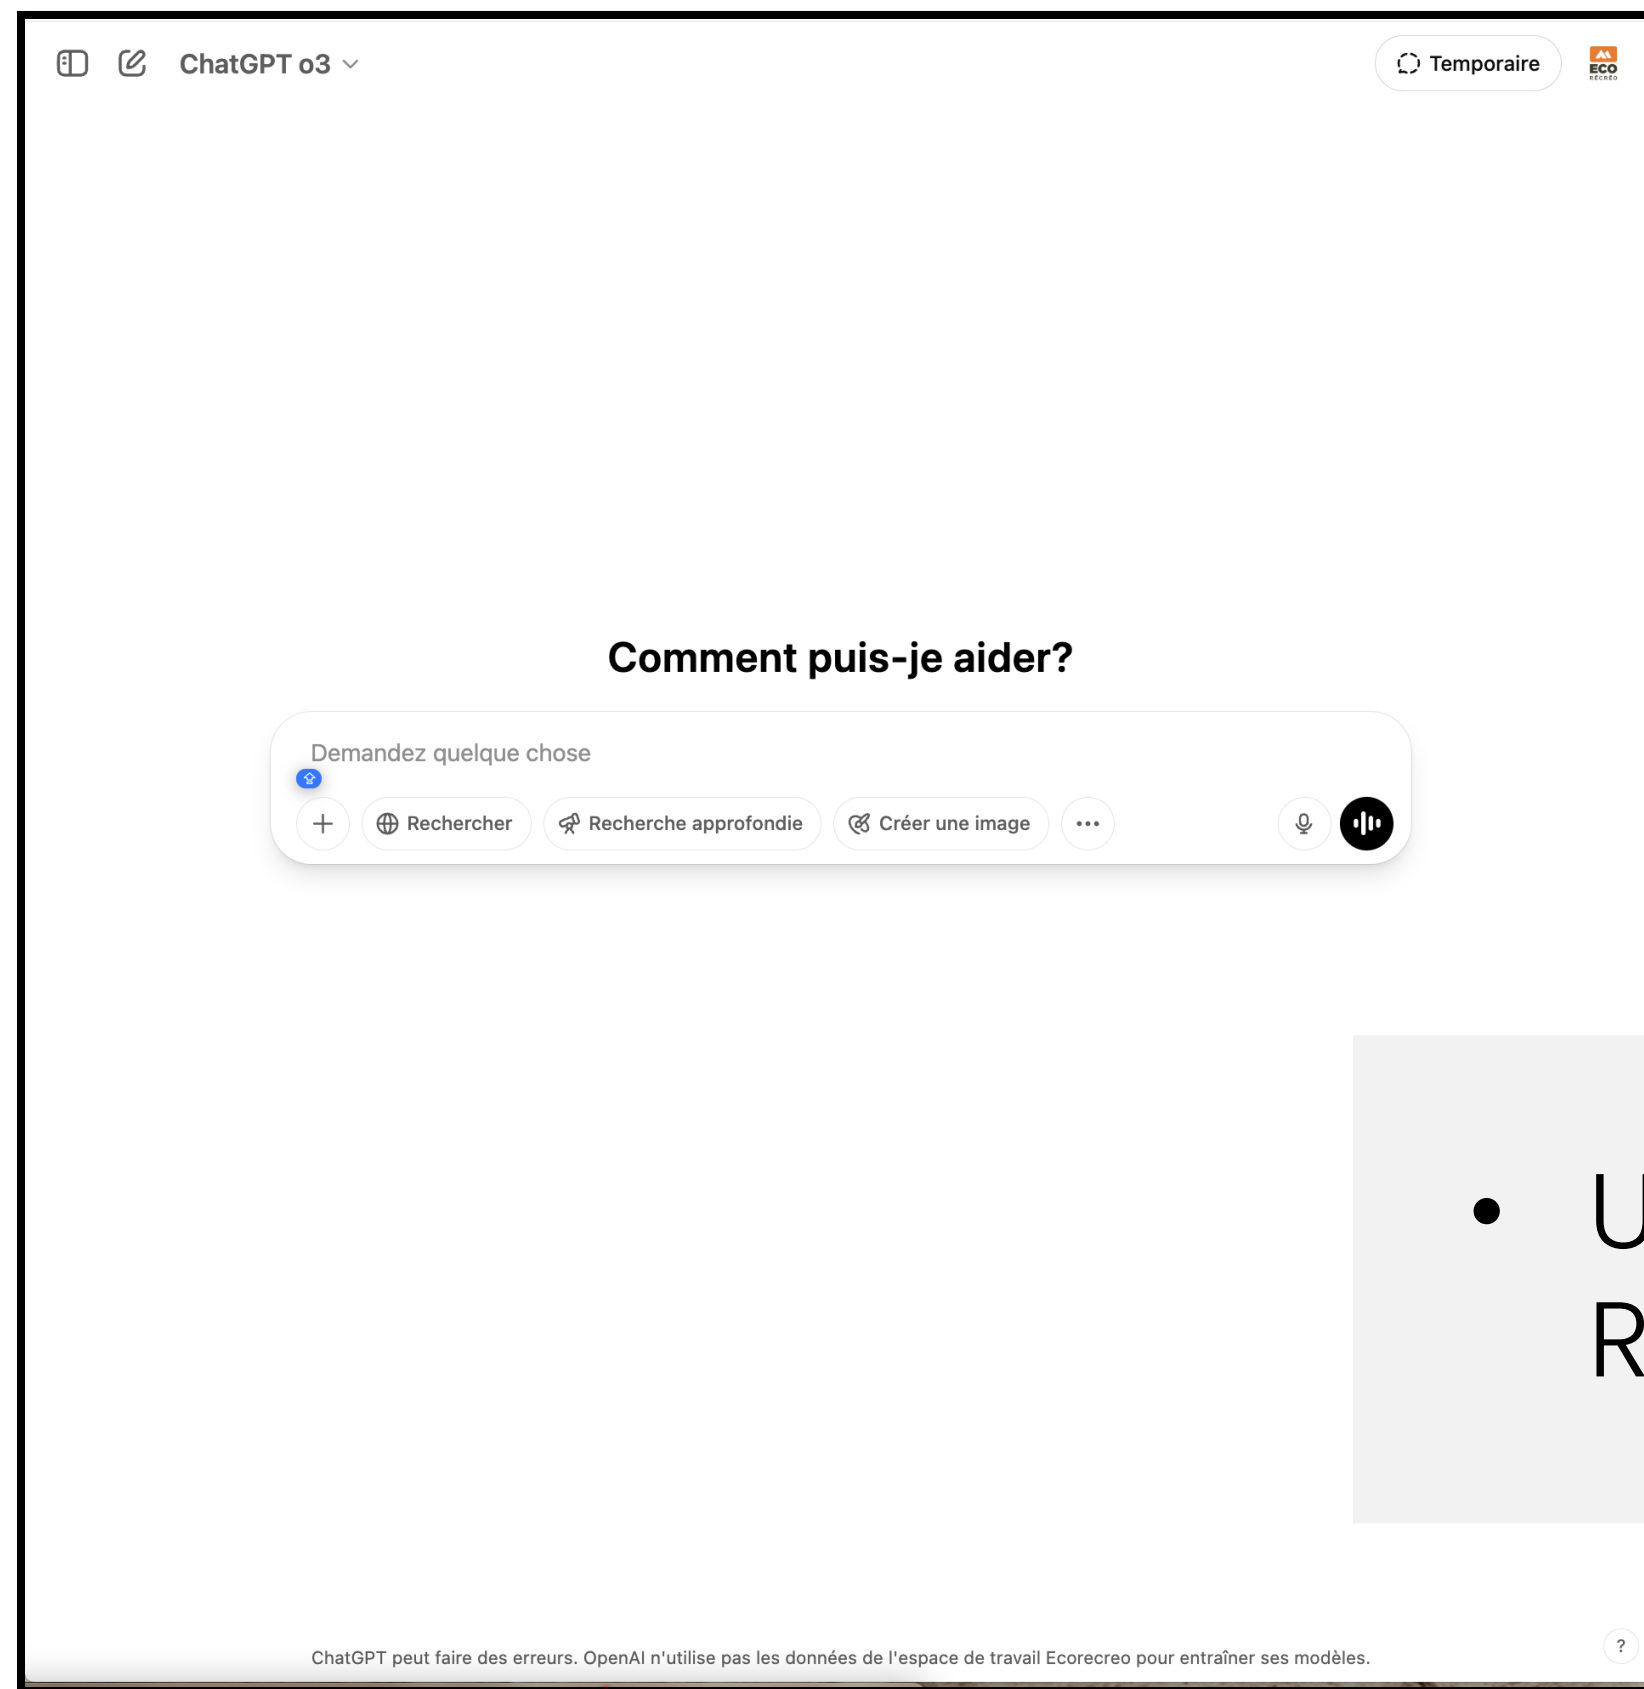 ChatGPT o3
Temporaire
ECO
RÉCRÉO
Comment puis-je aider?
Demandez quelque chose
Rechercher
Recherche approfondie
Créer une image
• U
R
ChatGPT peut faire des erreurs. OpenAI n'utilise pas les données de l'espace de travail Ecorecreo pour entraîner ses modèles.
?